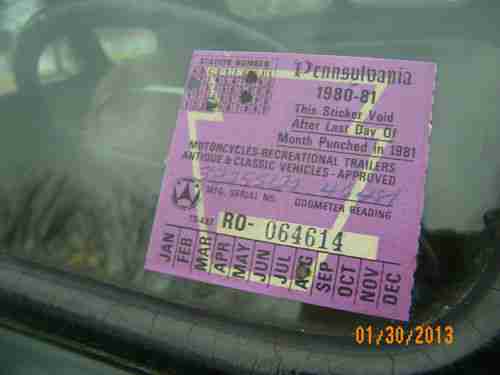 STATION NUMBER
Pennsylvania
1980-81
This Sticker Void
After Last Day Of
Month Punched in 1981
MOTORCYCLES-RECREATIONAL TRAILERS
ANTIQUE & CLASSIC VEHICLES - APPROVED
MFG. SERIAL NO. ODOMETER READING
RO- 064614
JAN FEB MAR APR MAY JUN JUL AUG SEP OCT NOV DEC
01/30/2013